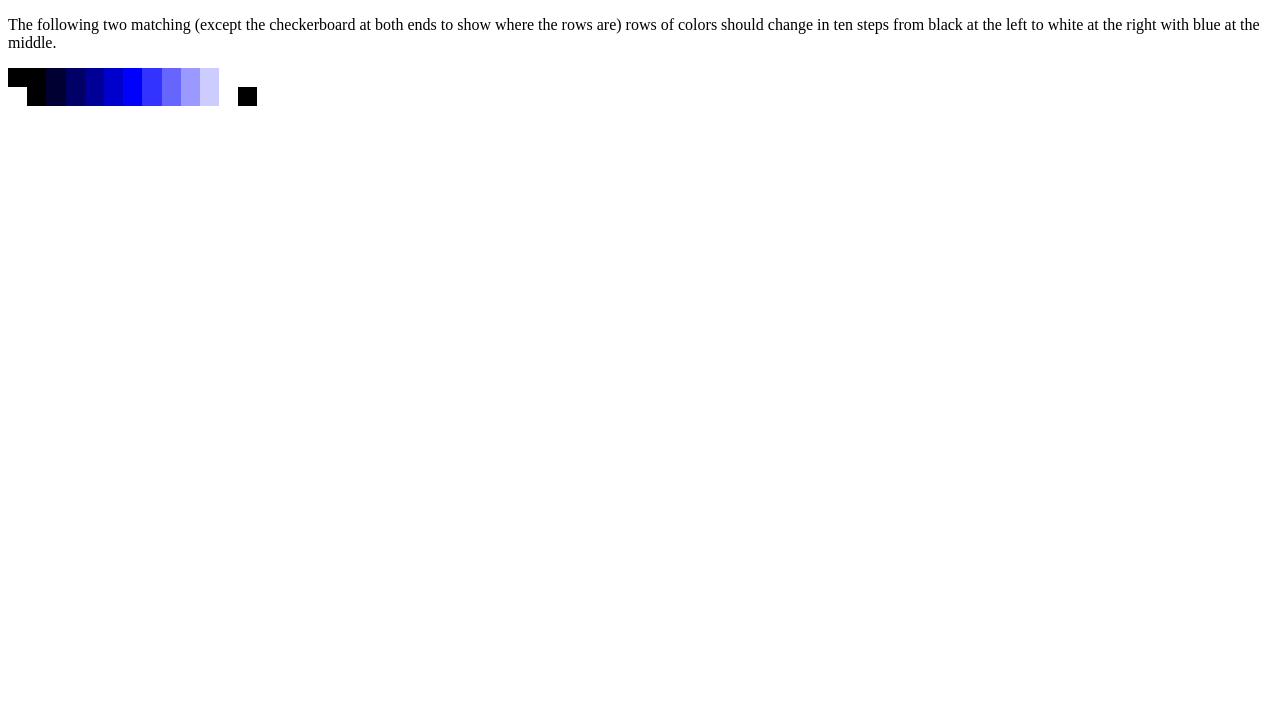 The following two matching (except the checkerboard at both ends to show where the rows are) rows of colors should change in ten steps from black at the left to white at the right with blue at the
middle.